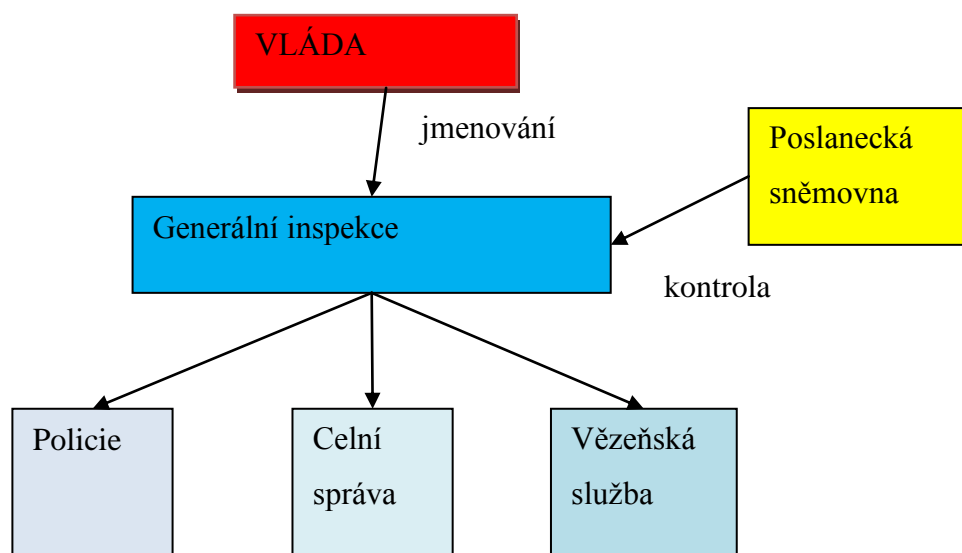 VLÁDA
jmenování
Poslanecká
sněmovna
Generální inspekce
kontrola
Policie
Celní
správa
Vězeňská
služba